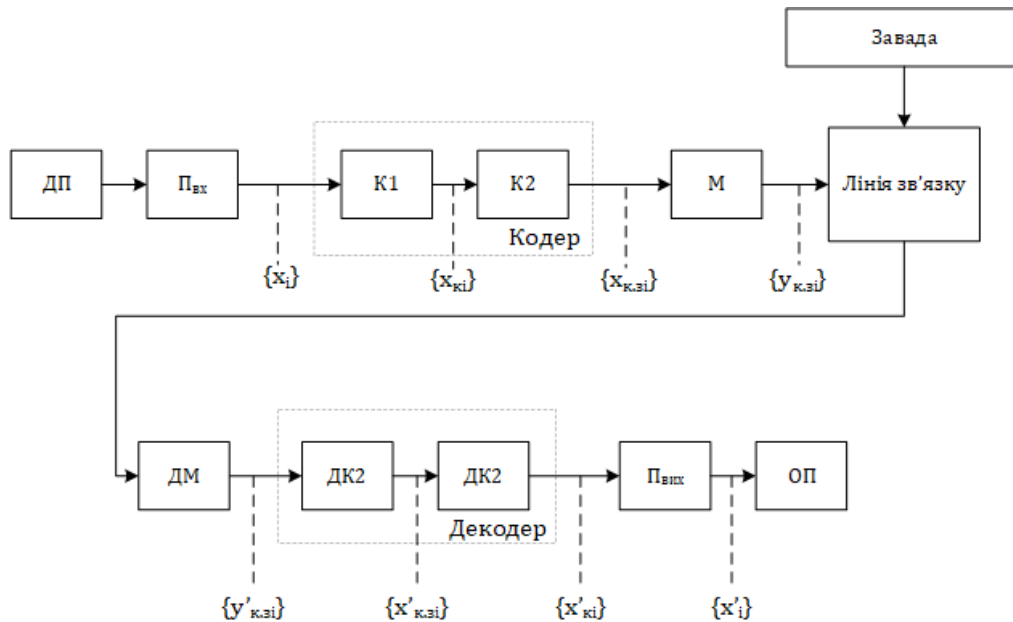 Завада
ДП
Пвх
К1
К2
М
Лінія зв'язку
Кодер
{xі}
{xкі}
{xк.зі}
{yк.зі}
ДМ
ДК2
ДК2
Пвих
ОП
Декодер
{y'к.зі}
{x'к.зі}
{x'кі}
{x'і}